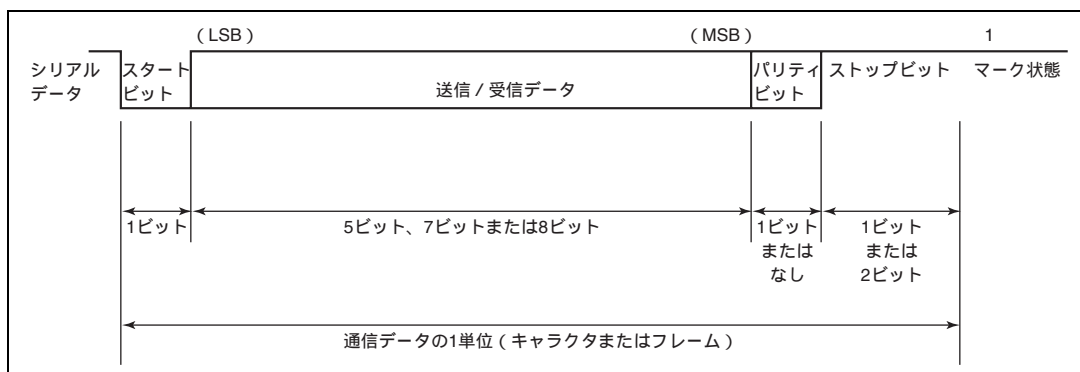 （LSB）
（MSB）
1
シリアル
データ
スタート
ビット
送信 / 受信データ
パリティ
ビット
ストップビット
マーク状態
1ビット
5ビット、7ビットまたは8ビット
1ビット
または
なし
1ビット
または
2ビット
通信データの1単位（キャラクタまたはフレーム）